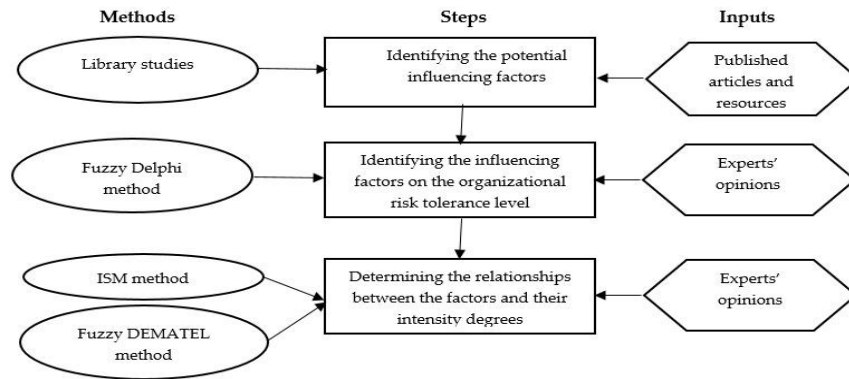 Methods
Steps
Inputs
Library studies
Identifying the potential
influencing factors
Published
articles and
resources
Fuzzy Delphi
method
Identifying the influencing
factors on the organizational
risk tolerance level
Experts'
opinions
ISM method
Fuzzy DEMATEL
method
Determining the relationships
between the factors and their
intensity degrees
Experts'
opinions